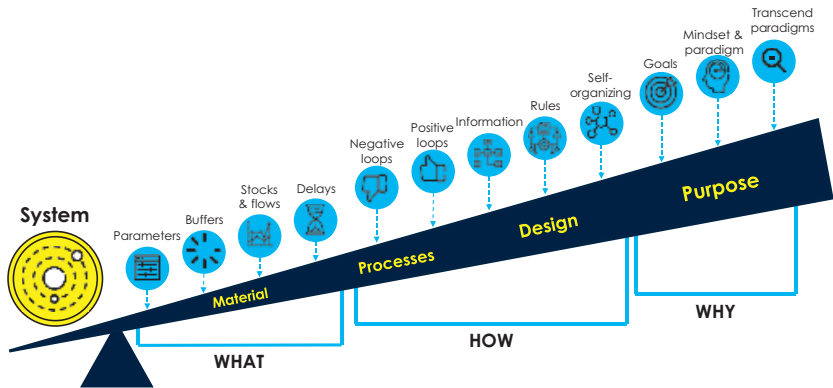 System
Parameters
Buffers
Stocks
& flows
Delays
Negative
loops
Positive
loops
Information
Rules
Self-
organizing
Goals
Mindset &
paradigm
Transcend
paradigms
Material
Processes
Design
Purpose
WHAT
HOW
WHY